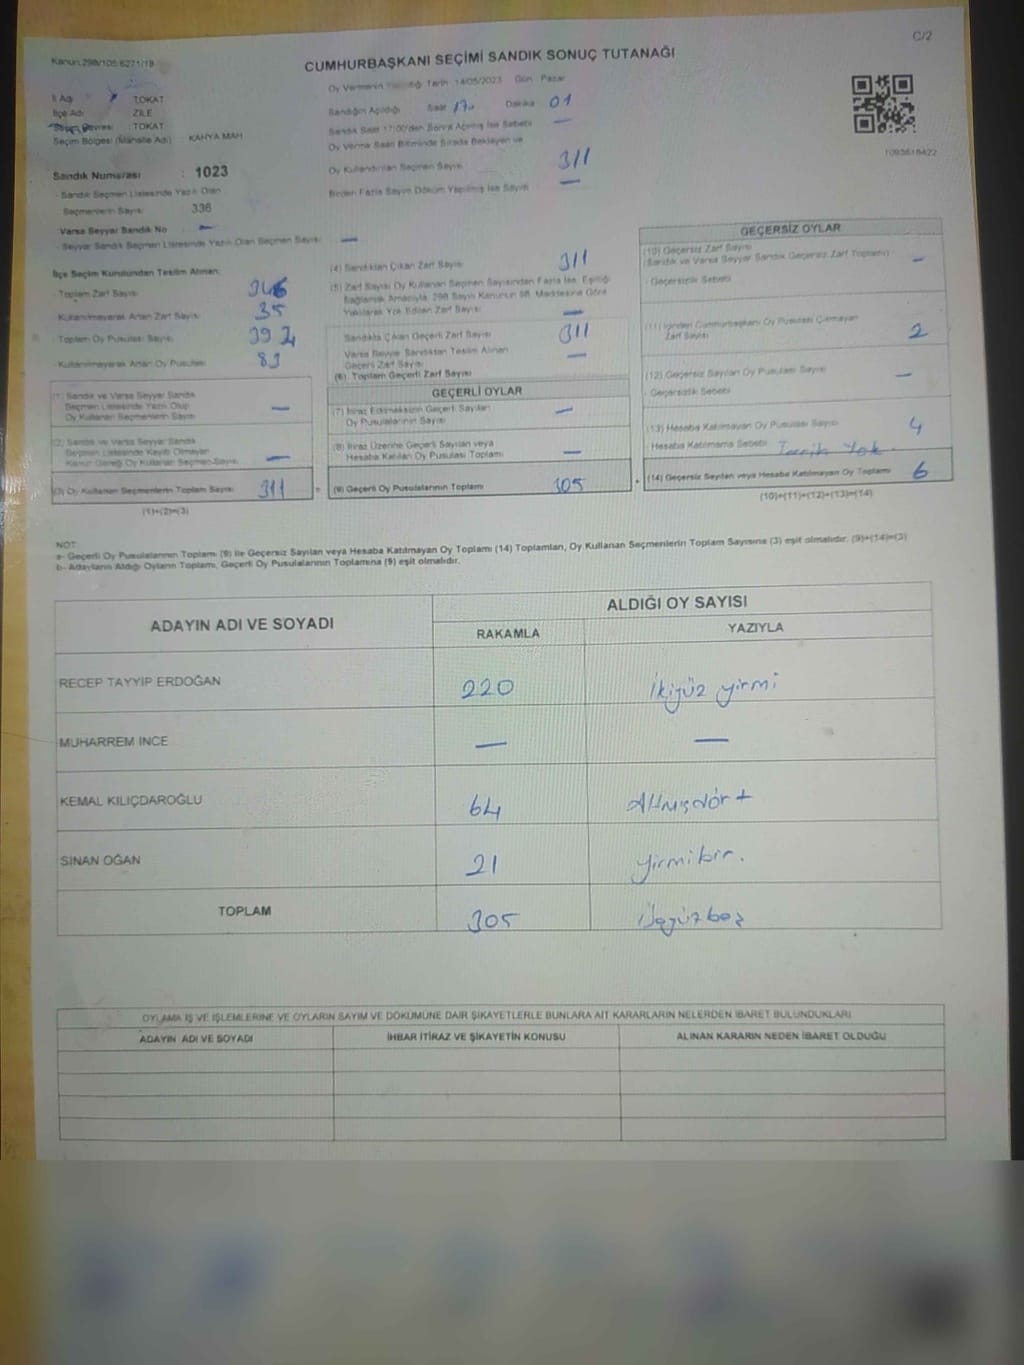 C/2
Kanun:298/105,6271/19
CUMHURBAŞKANI SEÇİMİ SANDIK SONUÇ TUTANAĞI
İl Adı : TOKAT
İlçe Adı : ZİLE
Seçim Çevresi : TOKAT
Seçim Bölgesi (Mahalle Adı) KAHYA MAH
Sandık Numarası : 1023
- Sandık Seçmen Listesinde Yazılı Olan
Seçmenlerin Sayısı 336
Varsa Seyyar Sandık No —
- Seyyar Sandık Seçmen Listesinde Yazılı Olan Seçmen Sayısı —
İlçe Seçim Kurulundan Teslim Alınan;
- Toplam Zarf Sayısı 346
- Kullanılmayarak Artan Zarf Sayısı 35
- Toplam Oy Pusulası Sayısı
- Kullanılmayarak Artan Oy Pusulası
(1) Sandık ve Varsa Seyyar Sandık
Seçmen Listesinde Yazılı Olup
Oy Kullanan Seçmenlerin Sayısı —
(2) Sandık ve Varsa Seyyar Sandık
Seçmen Listesinde Kayıtlı Olmayan
Kanun Gereği Oy Kullanan Seçmen Sayısı —
(3) Oy Kullanan Seçmenlerin Toplam Sayısı 311 =
(1)+(2)=(3)
Oy Vermenin Yapıldığı Tarih 14/05/2023 Gün Pazar
Sandığın Açıldığı Saat 17 Dakika 01
Sandık Saat 17:00'den Sonra Açılmış İse Sebebi —
Oy Verme Saati Bitiminde Sırada Bekleyen ve
Oy Kullandırılan Seçmen Sayısı 311
Birden Fazla Sayım Döküm Yapılmış İse Sayısı —
(4) Sandıktan Çıkan Zarf Sayısı 311
(5) Zarf Sayısı Oy Kullanan Seçmen Sayısından Fazla İse, Eşitliği
Sağlamak Amacıyla, 298 Sayılı Kanunun 98. Maddesine Göre
Yakılarak Yok Edilen Zarf Sayısı —
Sandıkta Çıkan Geçerli Zarf Sayısı 311
Varsa Seyyar Sandıktan Teslim Alınan
Geçerli Zarf Sayısı —
(6) Toplam Geçerli Zarf Sayısı
GEÇERLİ OYLAR
(7) İtiraz Edilmeksizin Geçerli Sayılan
Oy Pusulalarının Sayısı —
(8) İtiraz Üzerine Geçerli Sayılan veya
Hesaba Katılan Oy Pusulası Toplamı —
(9) Geçerli Oy Pusulalarının Toplamı 305 +
1093618422
GEÇERSİZ OYLAR
(10) Geçersiz Zarf Sayısı
(Sandık ve Varsa Seyyar Sandık Geçersiz Zarf Toplamı) —
- Geçersizlik Sebebi
(11) İçinden Cumhurbaşkanı Oy Pusulası Çıkmayan
Zarf Sayısı 2
(12) Geçersiz Sayılan Oy Pusulası Sayısı —
- Geçersizlik Sebebi
(13) Hesaba Katılmayan Oy Pusulası Sayısı 4
- Hesaba Katılmama Sebebi Yok.
(14) Geçersiz Sayılan veya Hesaba Katılmayan Oy Toplamı 6
(10)+(11)+(12)+(13)=(14)
NOT:
a- Geçerli Oy Pusulalarının Toplamı (9) ile Geçersiz Sayılan veya Hesaba Katılmayan Oy Toplamı (14) Toplamları, Oy Kullanan Seçmenlerin Toplam Sayısına (3) eşit olmalıdır. (9)+(14)=(3)
b- Adayların Aldığı Oyların Toplamı, Geçerli Oy Pusulalarının Toplamına (9) eşit olmalıdır.
ADAYIN ADI VE SOYADI
ALDIĞI OY SAYISI
RAKAMLA YAZIYLA
RECEP TAYYİP ERDOĞAN 220 İkiyüz yirmi
MUHARREM İNCE — —
KEMAL KILIÇDAROĞLU 64 Altmışdört
SİNAN OĞAN 21 yirmibir.
TOPLAM 305 Üçyüzbeş
OYLAMA İŞ VE İŞLEMLERİNE VE OYLARIN SAYIM VE DÖKÜMÜNE DAİR ŞİKAYETLERLE BUNLARA AİT KARARLARIN NELERDEN İBARET BULUNDUKLARI
ADAYIN ADI VE SOYADI İHBAR İTİRAZ VE ŞİKAYETİN KONUSU ALINAN KARARIN NEDEN İBARET OLDUĞU